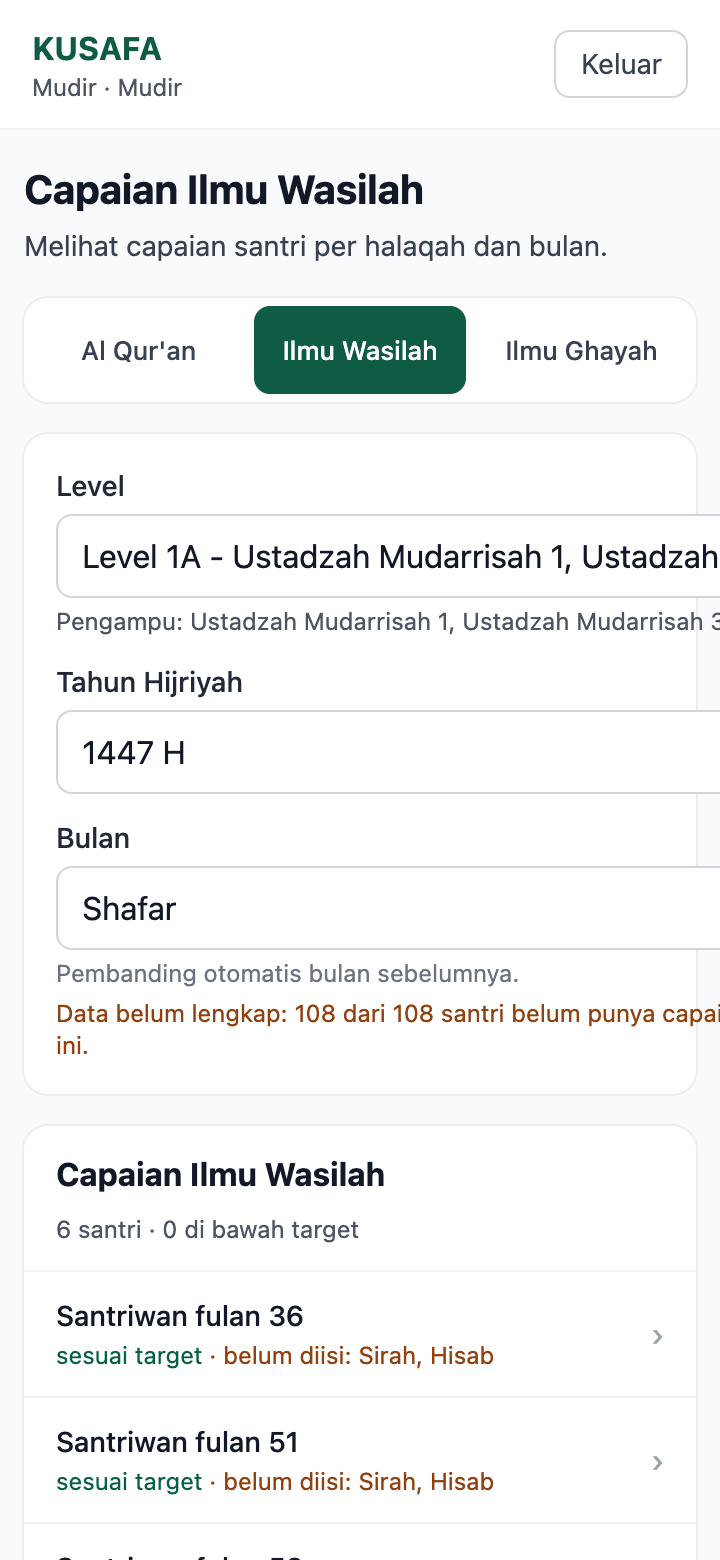 KUSAFA
Mudir · Mudir
Keluar
Capaian Ilmu Wasilah
Melihat capaian santri per halaqah dan bulan.
Al Qur'an
Ilmu Wasilah
Ilmu Ghayah
Level
Level 1A - Ustadzah Mudarrisah 1, Ustadzah
Pengampu: Ustadzah Mudarrisah 1, Ustadzah Mudarrisah 3
Tahun Hijriyah
1447 H
Bulan
Shafar
Pembanding otomatis bulan sebelumnya.
Data belum lengkap: 108 dari 108 santri belum punya capai
ini.
Capaian Ilmu Wasilah
6 santri · 0 di bawah target
Santriwan fulan 36
sesuai target · belum diisi: Sirah, Hisab
Santriwan fulan 51
sesuai target · belum diisi: Sirah, Hisab